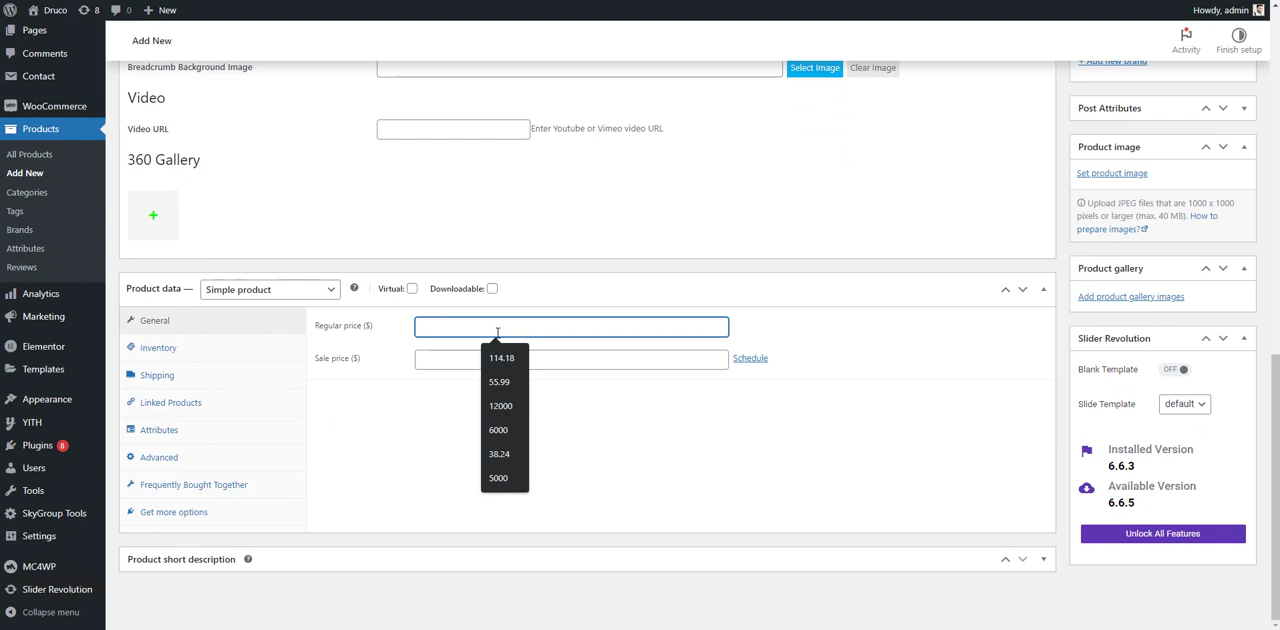 Druco
8
0
New
Howdy, admin
Pages
Comments
Contact
WooCommerce
Products
All Products
Add New
Categories
Tags
Brands
Attributes
Reviews
Analytics
Marketing
Elementor
Templates
Appearance
YITH
Plugins 8
Users
Tools
SkyGroup Tools
Settings
MC4WP
Slider Revolution
Collapse menu
Add New
Activity
Finish setup
Breadcrumb Background Image
Select Image
Clear Image
Video
Video URL
Enter Youtube or Vimeo video URL
360 Gallery
+
Product data —
Simple product
Virtual:
Downloadable:
General
Inventory
Shipping
Linked Products
Attributes
Advanced
Frequently Bought Together
Get more options
Regular price ($)
Sale price ($)
Schedule
114.18
55.99
12000
6000
38.24
5000
Product short description
+ Add new brand
Post Attributes
Product image
Set product image
Upload JPEG files that are 1000 x 1000
pixels or larger (max. 40 MB). How to
prepare images?
Product gallery
Add product gallery images
Slider Revolution
Blank Template
OFF
Slide Template
default
Installed Version
6.6.3
Available Version
6.6.5
Unlock All Features